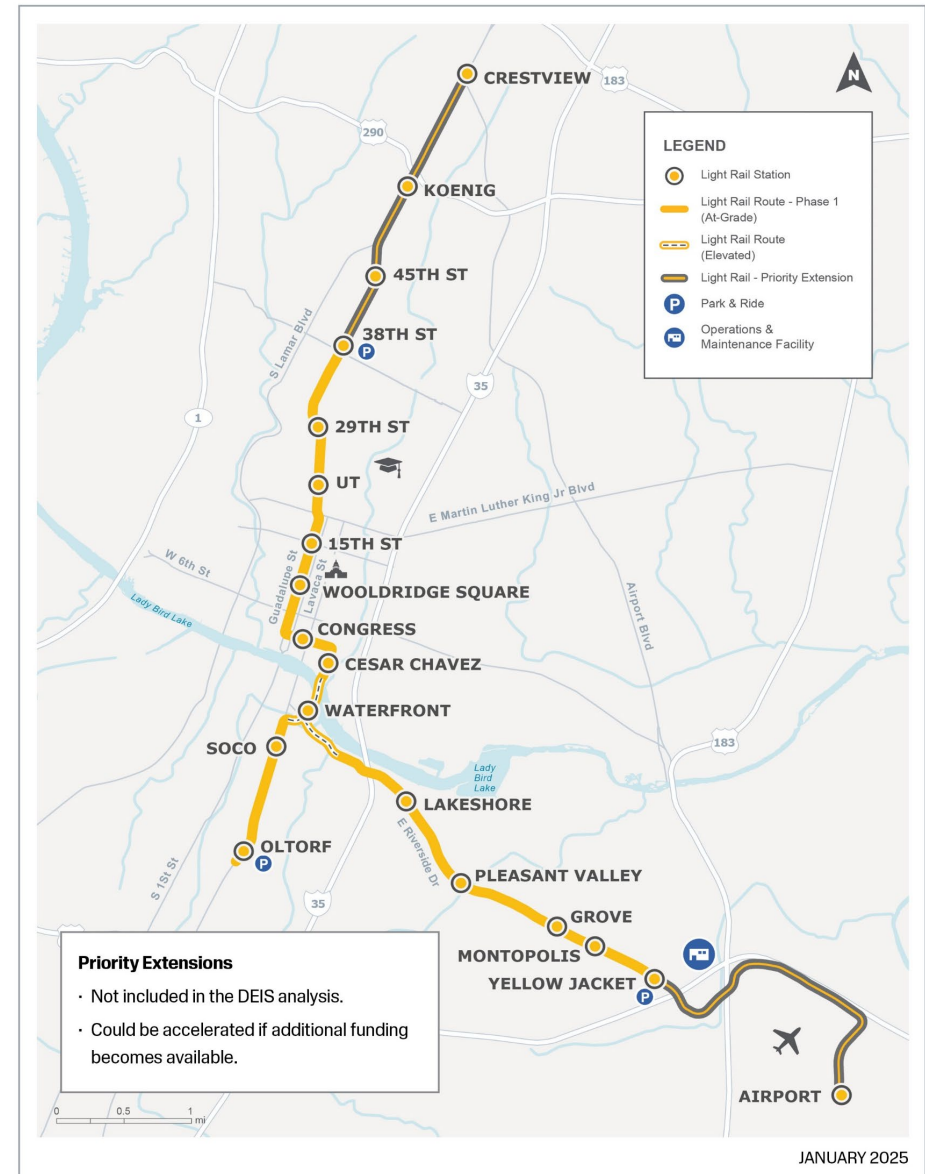 CRESTVIEW
183
N
290
KOENIG
LEGEND
Light Rail Station
Light Rail Route - Phase 1
(At-Grade)
Light Rail Route
(Elevated)
Light Rail - Priority Extension
P
Park & Ride
Operations &
Maintenance Facility
45TH ST
S Lamar Blvd
38TH ST
P
35
1
29TH ST
UT
E Martin Luther King Jr Blvd
15TH ST
W 6th St
Guadalupe St
Lavaca St
WOOLDRIDGE SQUARE
Airport Blvd
Lady Bird Lake
CONGRESS
CESAR CHAVEZ
WATERFRONT
SOCO
183
Lady
Bird
Lake
LAKESHORE
E Riverside Dr
OLTORF
P
S 1St St
PLEASANT VALLEY
35
GROVE
MONTOPOLIS
YELLOW JACKET
P
Priority Extensions
· Not included in the DEIS analysis.
· Could be accelerated if additional funding
becomes available.
AIRPORT
0 0.5 1
mi
JANUARY 2025